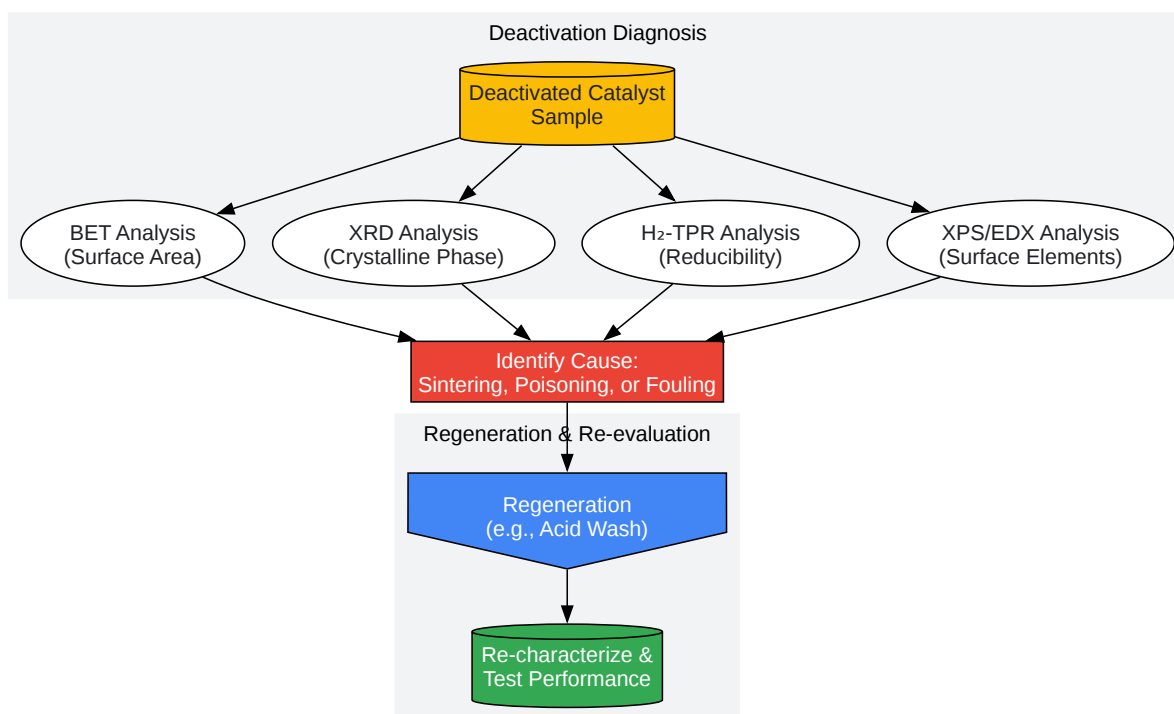 Deactivation Diagnosis
Deactivated Catalyst
Sample
BET Analysis
(Surface Area)
XRD Analysis
(Crystalline Phase)
H₂-TPR Analysis
(Reducibility)
XPS/EDX Analysis
(Surface Elements)
Identify Cause:
Sintering, Poisoning, or Fouling
Regeneration & Re-evaluation
Regeneration
(e.g., Acid Wash)
Re-characterize &
Test Performance